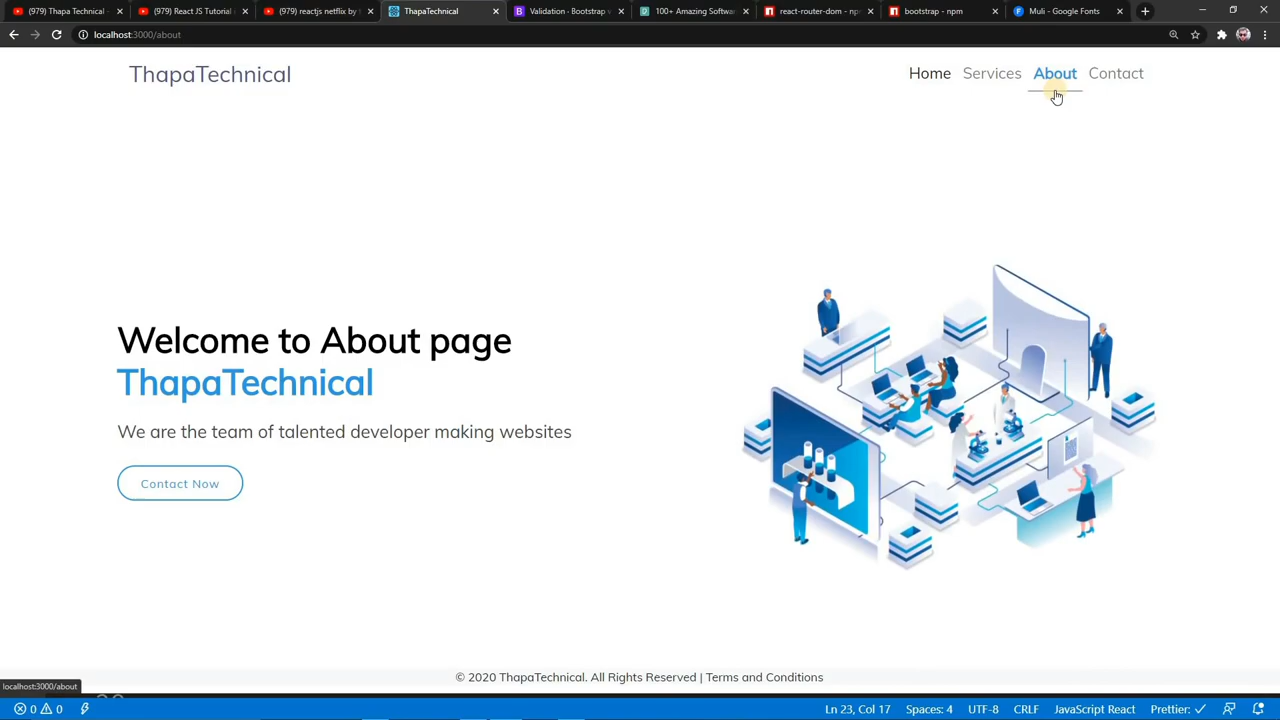 (979) Thapa Technical -
(979) React JS Tutorial |
(979) reactjs netflix by t
ThapaTechnical
Validation · Bootstrap v
100+ Amazing Softwa
react-router-dom - npm
bootstrap - npm
Muli - Google Fonts
localhost:3000/about
ThapaTechnical
Home Services About Contact
Welcome to About page
ThapaTechnical
We are the team of talented developer making websites
Contact Now
© 2020 ThapaTechnical. All Rights Reserved | Terms and Conditions
localhost:3000/about
0 0 Ln 23, Col 17 Spaces: 4 UTF-8 CRLF JavaScript React Prettier: ✓